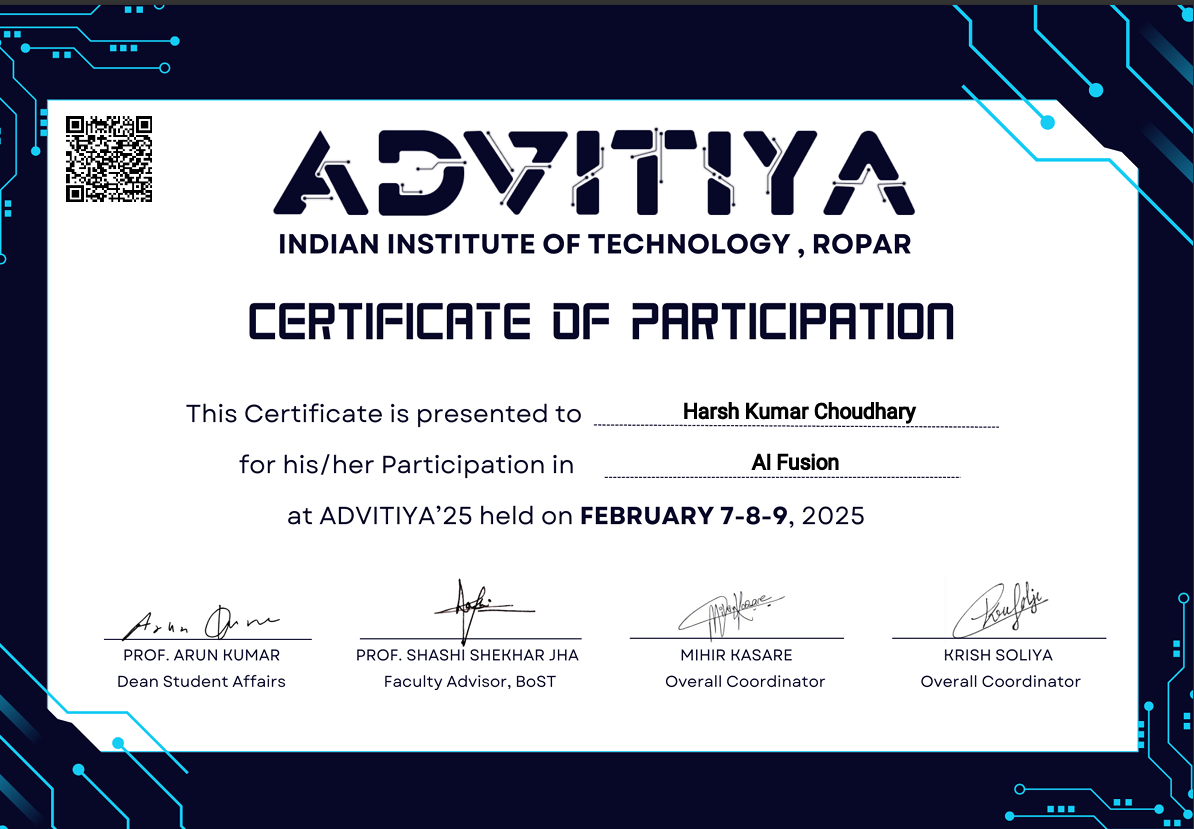 ADVITIYA
INDIAN INSTITUTE OF TECHNOLOGY , ROPAR
CERTIFICATE OF PARTICIPATION
This Certificate is presented to Harsh Kumar Choudhary
for his/her Participation in AI Fusion
at ADVITIYA’25 held on FEBRUARY 7-8-9, 2025
Arun
PROF. ARUN KUMAR PROF. SHASHI SHEKHAR JHA MIHIR KASARE KRISH SOLIYA
Dean Student Affairs Faculty Advisor, BoST Overall Coordinator Overall Coordinator